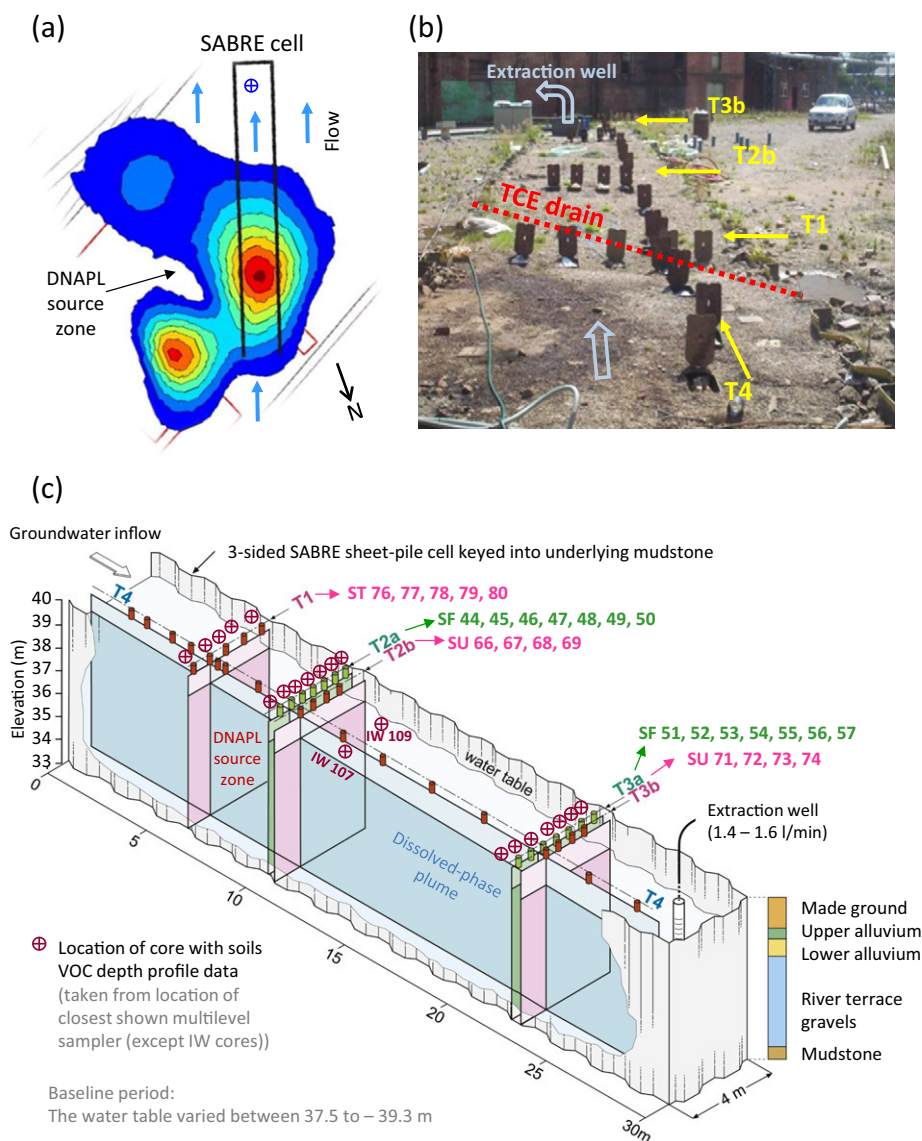 (a)
SABRE cell
Flow
DNAPL
source
zone
N
(b)
Extraction well
T3b
T2b
TCE drain
T1
T4
(c)
Groundwater inflow
3-sided SABRE sheet-pile cell keyed into underlying mudstone
T4
T1
ST 76, 77, 78, 79, 80
T2a
SF 44, 45, 46, 47, 48, 49, 50
T2b
SU 66, 67, 68, 69
Elevation (m)
40
39
38
37
36
35
34
33
0
5
10
15
20
25
30m
4 m
DNAPL
source
zone
IW 109
IW 107
water table
SF 51, 52, 53, 54, 55, 56, 57
T3a
SU 71, 72, 73, 74
T3b
Extraction well
(1.4 – 1.6 l/min)
Dissolved-phase
plume
T4
Made ground
Upper alluvium
Lower alluvium
River terrace
gravels
Mudstone
Location of core with soils
VOC depth profile data
(taken from location of
closest shown multilevel
sampler (except IW cores))
Baseline period:
The water table varied between 37.5 to – 39.3 m